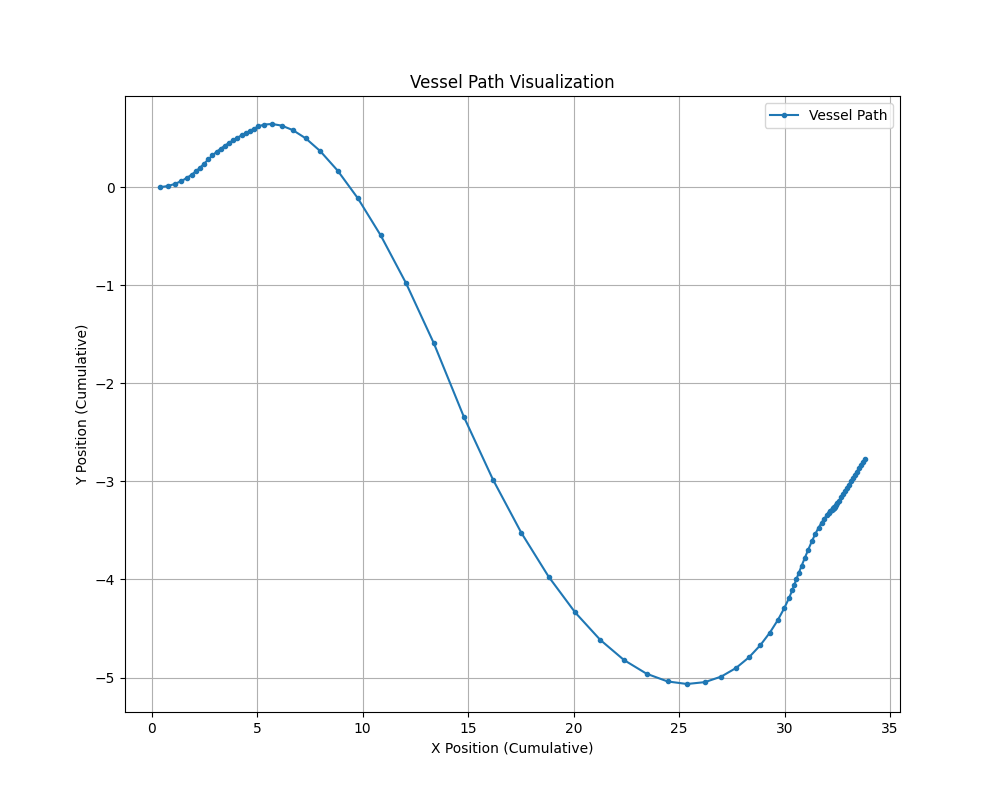 Vessel Path Visualization
Vessel Path
0
−1
−2
−3
−4
−5
Y Position (Cumulative)
0 5 10 15 20 25 30 35
X Position (Cumulative)